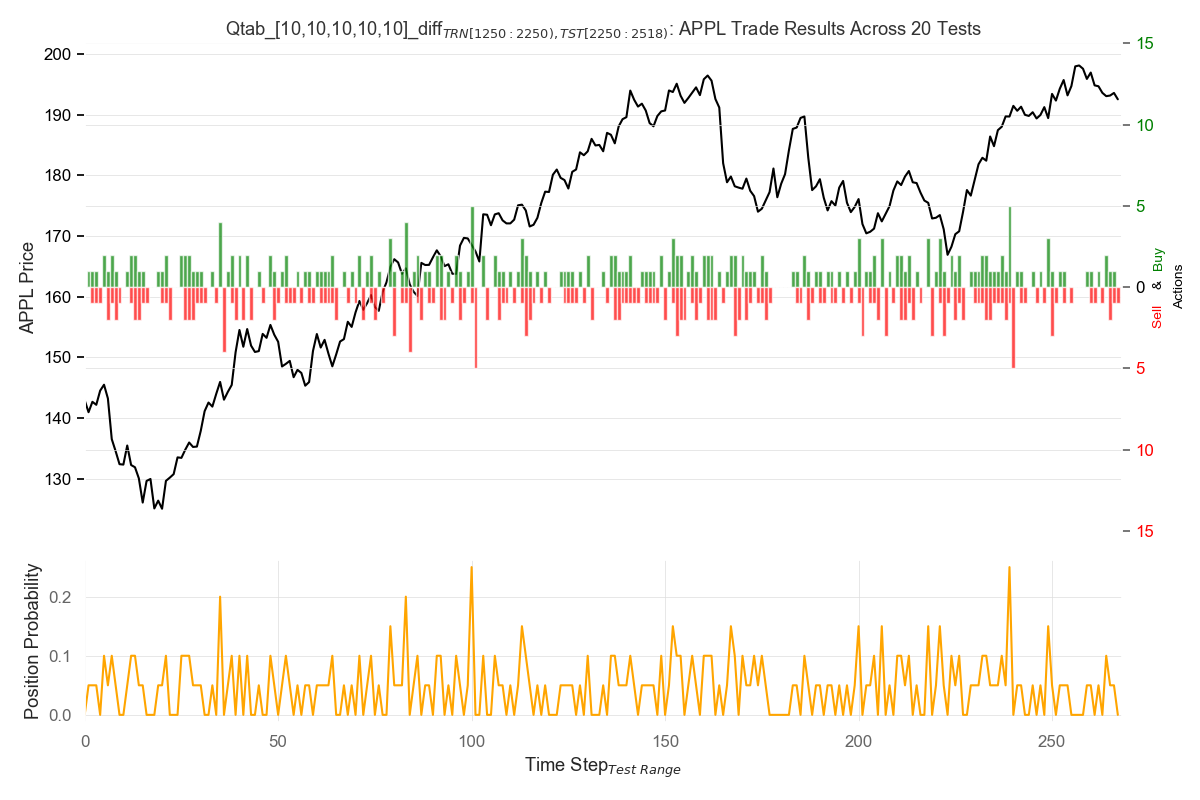 Qtab_[10,10,10,10,10]_diff_TRN[1250:2250),TST[2250:2518): APPL Trade Results Across 20 Tests
200
190
180
170
160
150
140
130
APPL Price
15
10
5
0
5
10
15
Sell & Buy
Actions
0.2
0.1
0.0
Position Probability
0 50 100 150 200 250
Time Step_Test Range